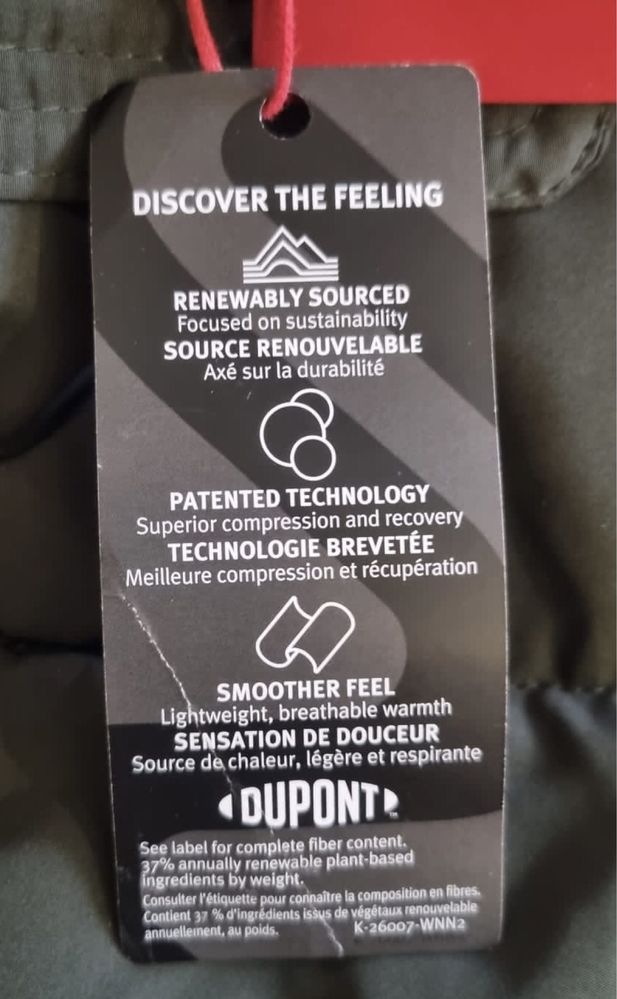 DISCOVER THE FEELING
RENEWABLY SOURCED
Focused on sustainability
SOURCE RENOUVELABLE
Axé sur la durabilité
PATENTED TECHNOLOGY
Superior compression and recovery
TECHNOLOGIE BREVETÉE
Meilleure compression et récupération
SMOOTHER FEEL
Lightweight, breathable warmth
SENSATION DE DOUCEUR
Source de chaleur, légère et respirante
DUPONT™
See label for complete fiber content.
37% annually renewable plant-based
ingredients by weight.
Consulter l'étiquette pour connaître la composition en fibres.
Contient 37 % d'ingrédients issus de végétaux renouvelable
annuellement, au poids. K-26007-WNN2